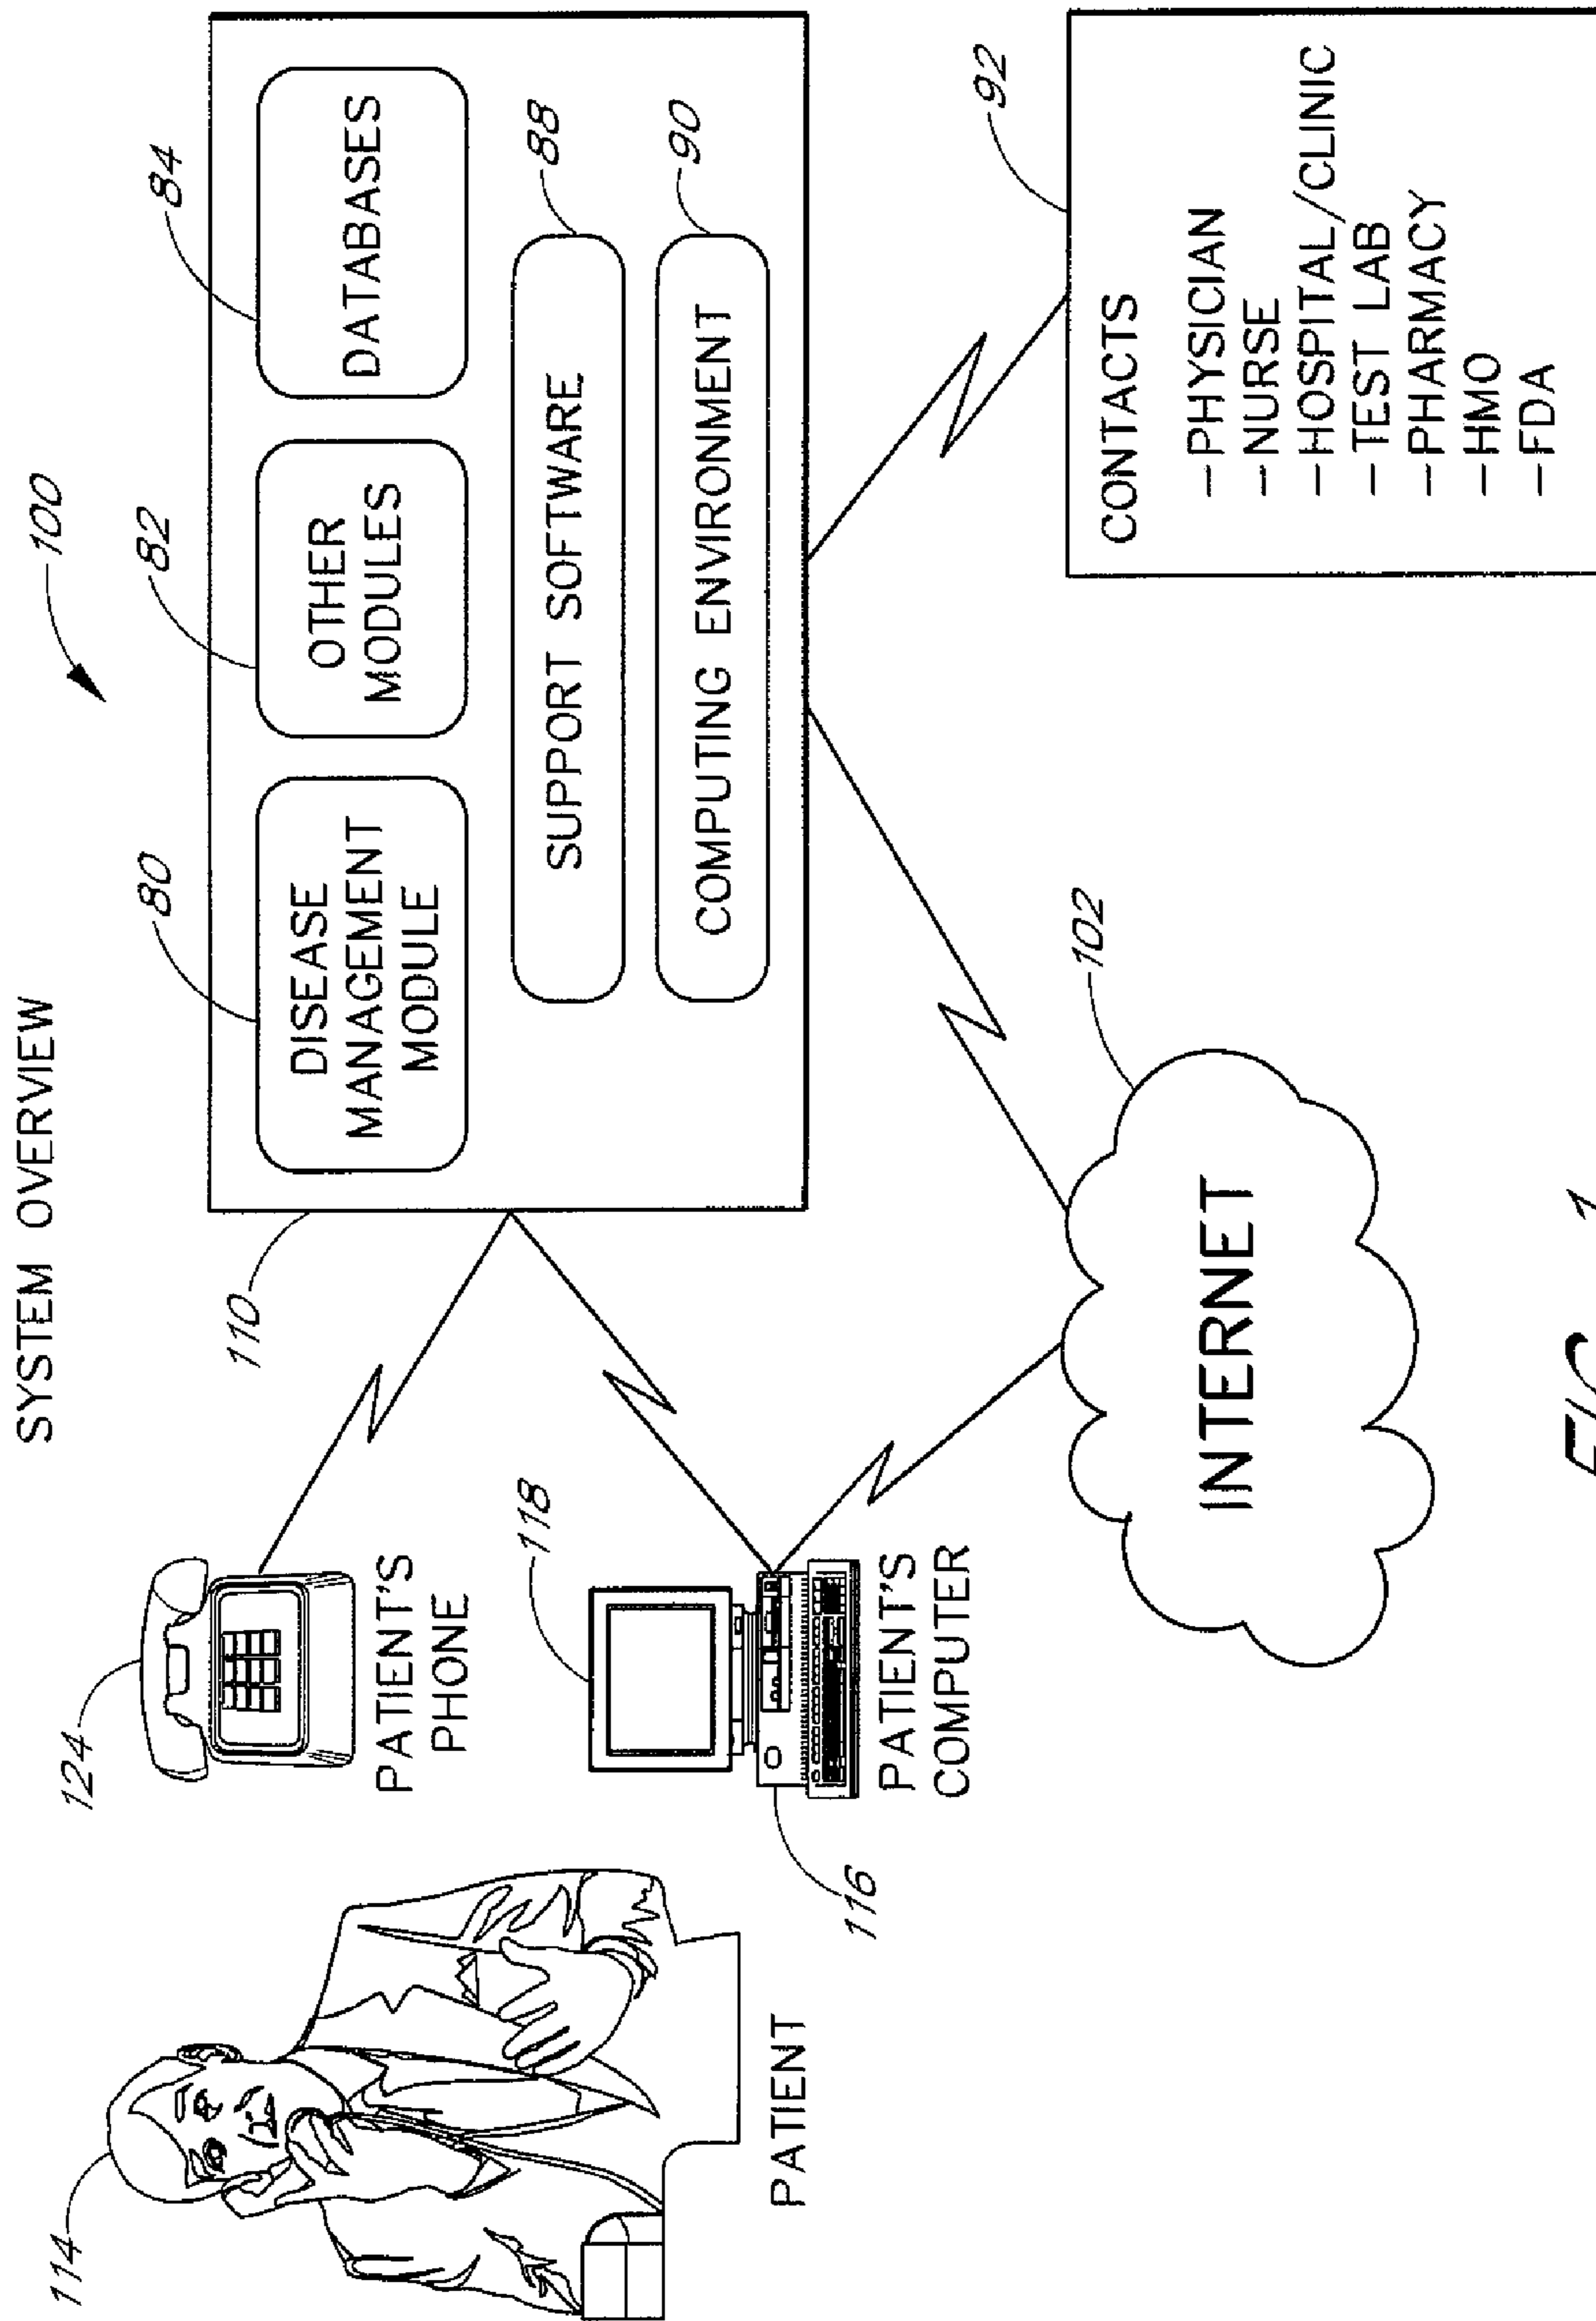 SYSTEM OVERVIEW
100
114
PATIENT
124
PATIENT'S
PHONE
118
116
PATIENT'S
COMPUTER
110
80
DISEASE
MANAGEMENT
MODULE
82
OTHER
MODULES
84
DATABASES
88
SUPPORT SOFTWARE
90
COMPUTING ENVIRONMENT
102
INTERNET
92
CONTACTS
-PHYSICIAN
-NURSE
-HOSPITAL/CLINIC
-TEST LAB
-PHARMACY
-HMO
-FDA
FIG. 1